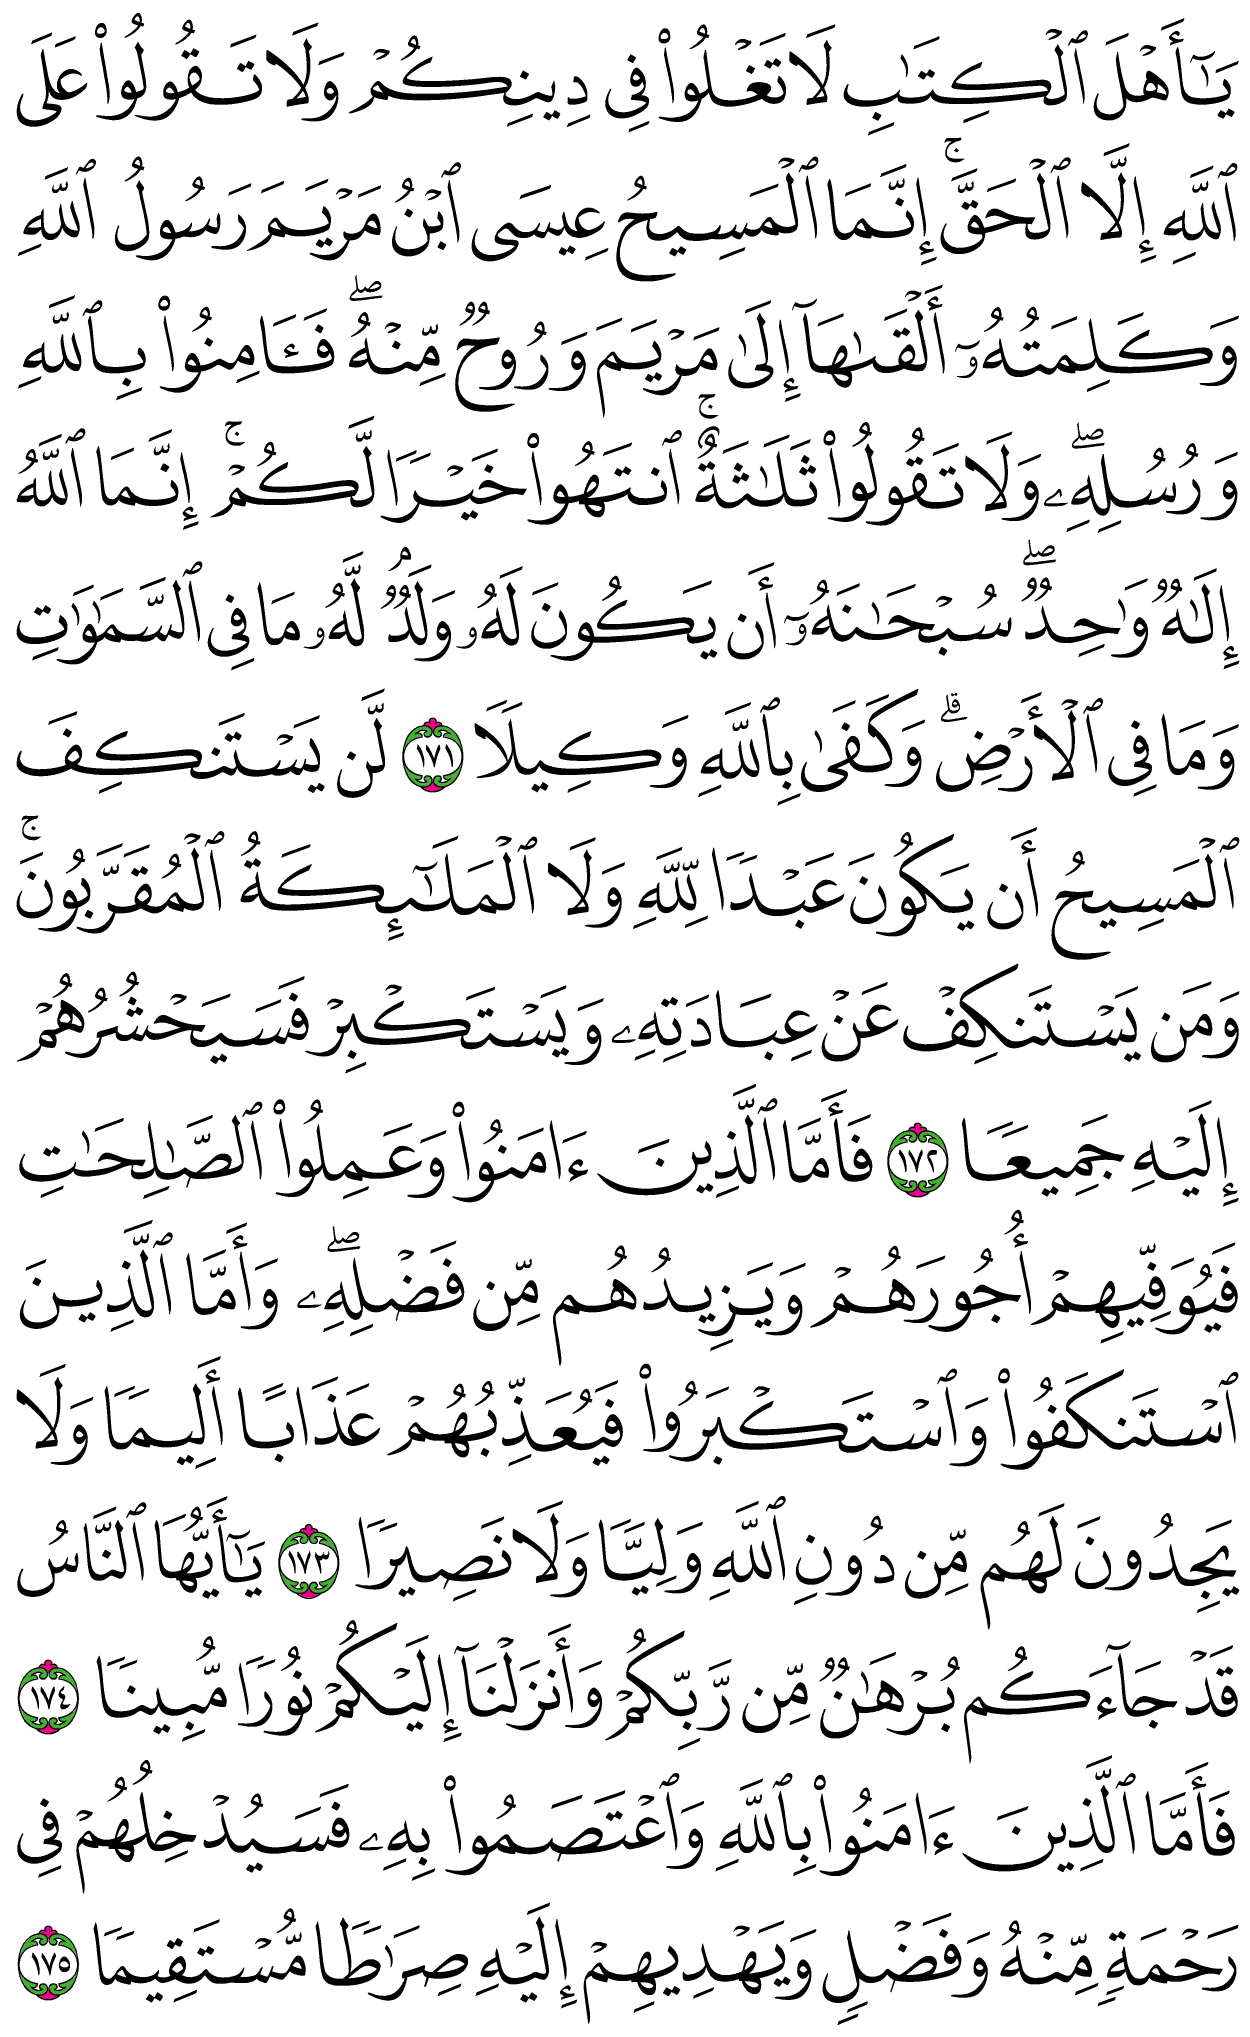 يَـٰٓأَهۡلَ ٱلۡكِتَـٰبِ لَا تَغۡلُواْ فِي دِينِكُمۡ وَلَا تَقُولُواْ عَلَى
ٱللَّهِ إِلَّا ٱلۡحَقَّۚ إِنَّمَا ٱلۡمَسِيحُ عِيسَى ٱبۡنُ مَرۡيَمَ رَسُولُ ٱللَّهِ
وَكَلِمَتُهُۥٓ أَلۡقَىٰهَآ إِلَىٰ مَرۡيَمَ وَرُوحٞ مِّنۡهُۖ فَـَٔامِنُواْ بِٱللَّهِ
وَرُسُلِهِۦۖ وَلَا تَقُولُواْ ثَلَـٰثَةٌۚ ٱنتَهُواْ خَيۡرٗا لَّكُمۡۚ إِنَّمَا ٱللَّهُ
إِلَـٰهٞ وَٰحِدٞۖ سُبۡحَـٰنَهُۥٓ أَن يَكُونَ لَهُۥ وَلَدٞۘ لَّهُۥ مَا فِي ٱلسَّمَـٰوَٰتِ
وَمَا فِي ٱلۡأَرۡضِۗ وَكَفَىٰ بِٱللَّهِ وَكِيلٗا ١٧١ لَّن يَسۡتَنكِفَ
ٱلۡمَسِيحُ أَن يَكُونَ عَبۡدٗا لِّلَّهِ وَلَا ٱلۡمَلَـٰٓئِكَةُ ٱلۡمُقَرَّبُونَۚ
وَمَن يَسۡتَنكِفۡ عَنۡ عِبَادَتِهِۦ وَيَسۡتَكۡبِرۡ فَسَيَحۡشُرُهُمۡ
إِلَيۡهِ جَمِيعٗا ١٧٢ فَأَمَّا ٱلَّذِينَ ءَامَنُواْ وَعَمِلُواْ ٱلصَّـٰلِحَـٰتِ
فَيُوَفِّيهِمۡ أُجُورَهُمۡ وَيَزِيدُهُم مِّن فَضۡلِهِۦۖ وَأَمَّا ٱلَّذِينَ
ٱسۡتَنكَفُواْ وَٱسۡتَكۡبَرُواْ فَيُعَذِّبُهُمۡ عَذَابًا أَلِيمٗا وَلَا
يَجِدُونَ لَهُم مِّن دُونِ ٱللَّهِ وَلِيّٗا وَلَا نَصِيرٗا ١٧٣ يَـٰٓأَيُّهَا ٱلنَّاسُ
قَدۡ جَآءَكُم بُرۡهَـٰنٞ مِّن رَّبِّكُمۡ وَأَنزَلۡنَآ إِلَيۡكُمۡ نُورٗا مُّبِينٗا ١٧٤
فَأَمَّا ٱلَّذِينَ ءَامَنُواْ بِٱللَّهِ وَٱعۡتَصَمُواْ بِهِۦ فَسَيُدۡخِلُهُمۡ فِي
رَحۡمَةٖ مِّنۡهُ وَفَضۡلٖ وَيَهۡدِيهِمۡ إِلَيۡهِ صِرَٰطٗا مُّسۡتَقِيمٗا ١٧٥